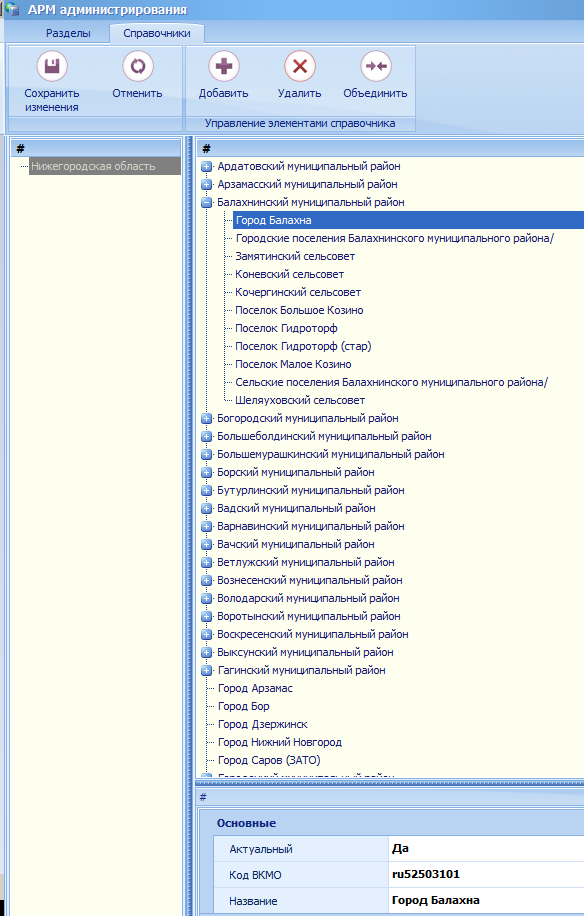 АРМ администрирования
Разделы Справочники
Сохранить изменения Отменить Добавить Удалить Объединить
Управление элементами справочника
# #
Нижегородская область
Ардатовский муниципальный район
Арзамасский муниципальный район
Балахнинский муниципальный район
Город Балахна
Городские поселения Балахнинского муниципального района/
Замятинский сельсовет
Коневский сельсовет
Кочергинский сельсовет
Поселок Большое Козино
Поселок Гидроторф
Поселок Гидроторф (стар)
Поселок Малое Козино
Сельские поселения Балахнинского муниципального района/
Шеляуховский сельсовет
Богородский муниципальный район
Большеболдинский муниципальный район
Большемурашкинский муниципальный район
Борский муниципальный район
Бутурлинский муниципальный район
Вадский муниципальный район
Варнавинский муниципальный район
Вачский муниципальный район
Ветлужский муниципальный район
Вознесенский муниципальный район
Володарский муниципальный район
Воротынский муниципальный район
Воскресенский муниципальный район
Выксунский муниципальный район
Гагинский муниципальный район
Город Арзамас
Город Бор
Город Дзержинск
Город Нижний Новгород
Город Саров (ЗАТО)
#
Основные
Актуальный Да
Код ВКМО ru52503101
Название Город Балахна